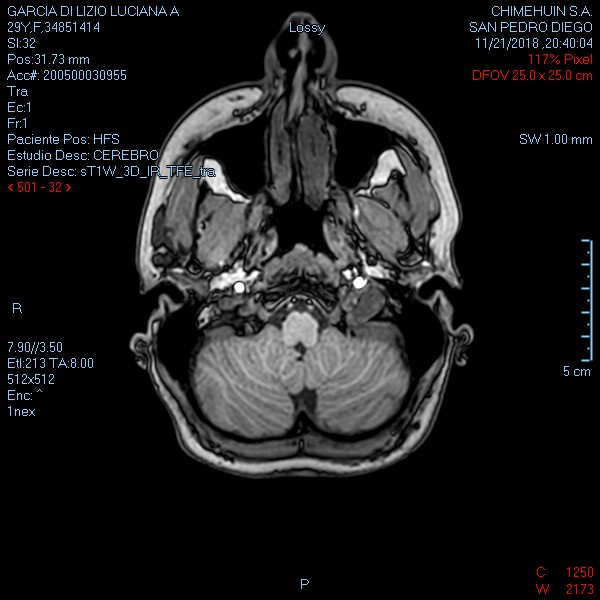 GARCIA DI LIZIO LUCIANA A
29Y,F,34851414
Sl:32
Pos:31.73 mm
Acc#: 200500030955
Tra
Ec:1
Fr:1
Paciente Pos: HFS
Estudio Desc: CEREBRO
Serie Desc: sT1W_3D_IR_TFE_tra
< 501 - 32 >
Lossy
CHIMEHUIN S.A.
SAN PEDRO DIEGO
11/21/2018 ,20:40:04
117% Pixel
DFOV 25.0 x 25.0 cm
SW 1.00 mm
R
5 cm
7.90//3.50
Etl:213 TA:8.00
512x512
Enc: ^
1nex
P
C 1250
W 2173